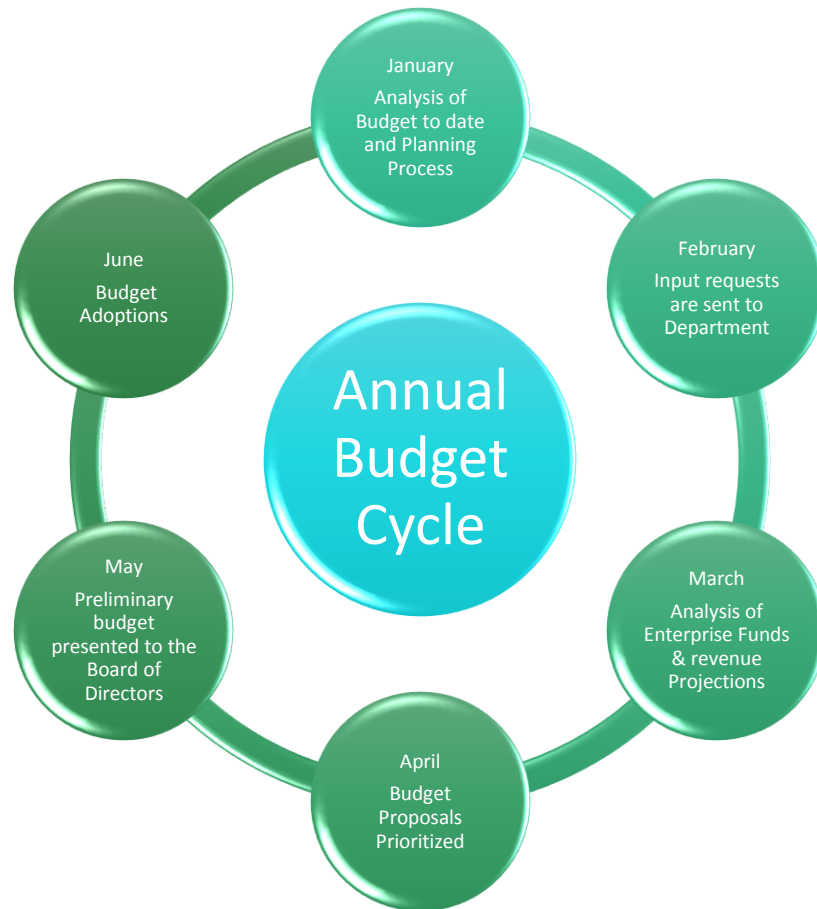 January
Analysis of
Budget to date
and Planning
Process
February
Input requests
are sent to
Department
March
Analysis of
Enterprise Funds
& revenue
Projections
April
Budget
Proposals
Prioritized
May
Preliminary
budget
presented to the
Board of
Directors
June
Budget
Adoptions
Annual
Budget
Cycle